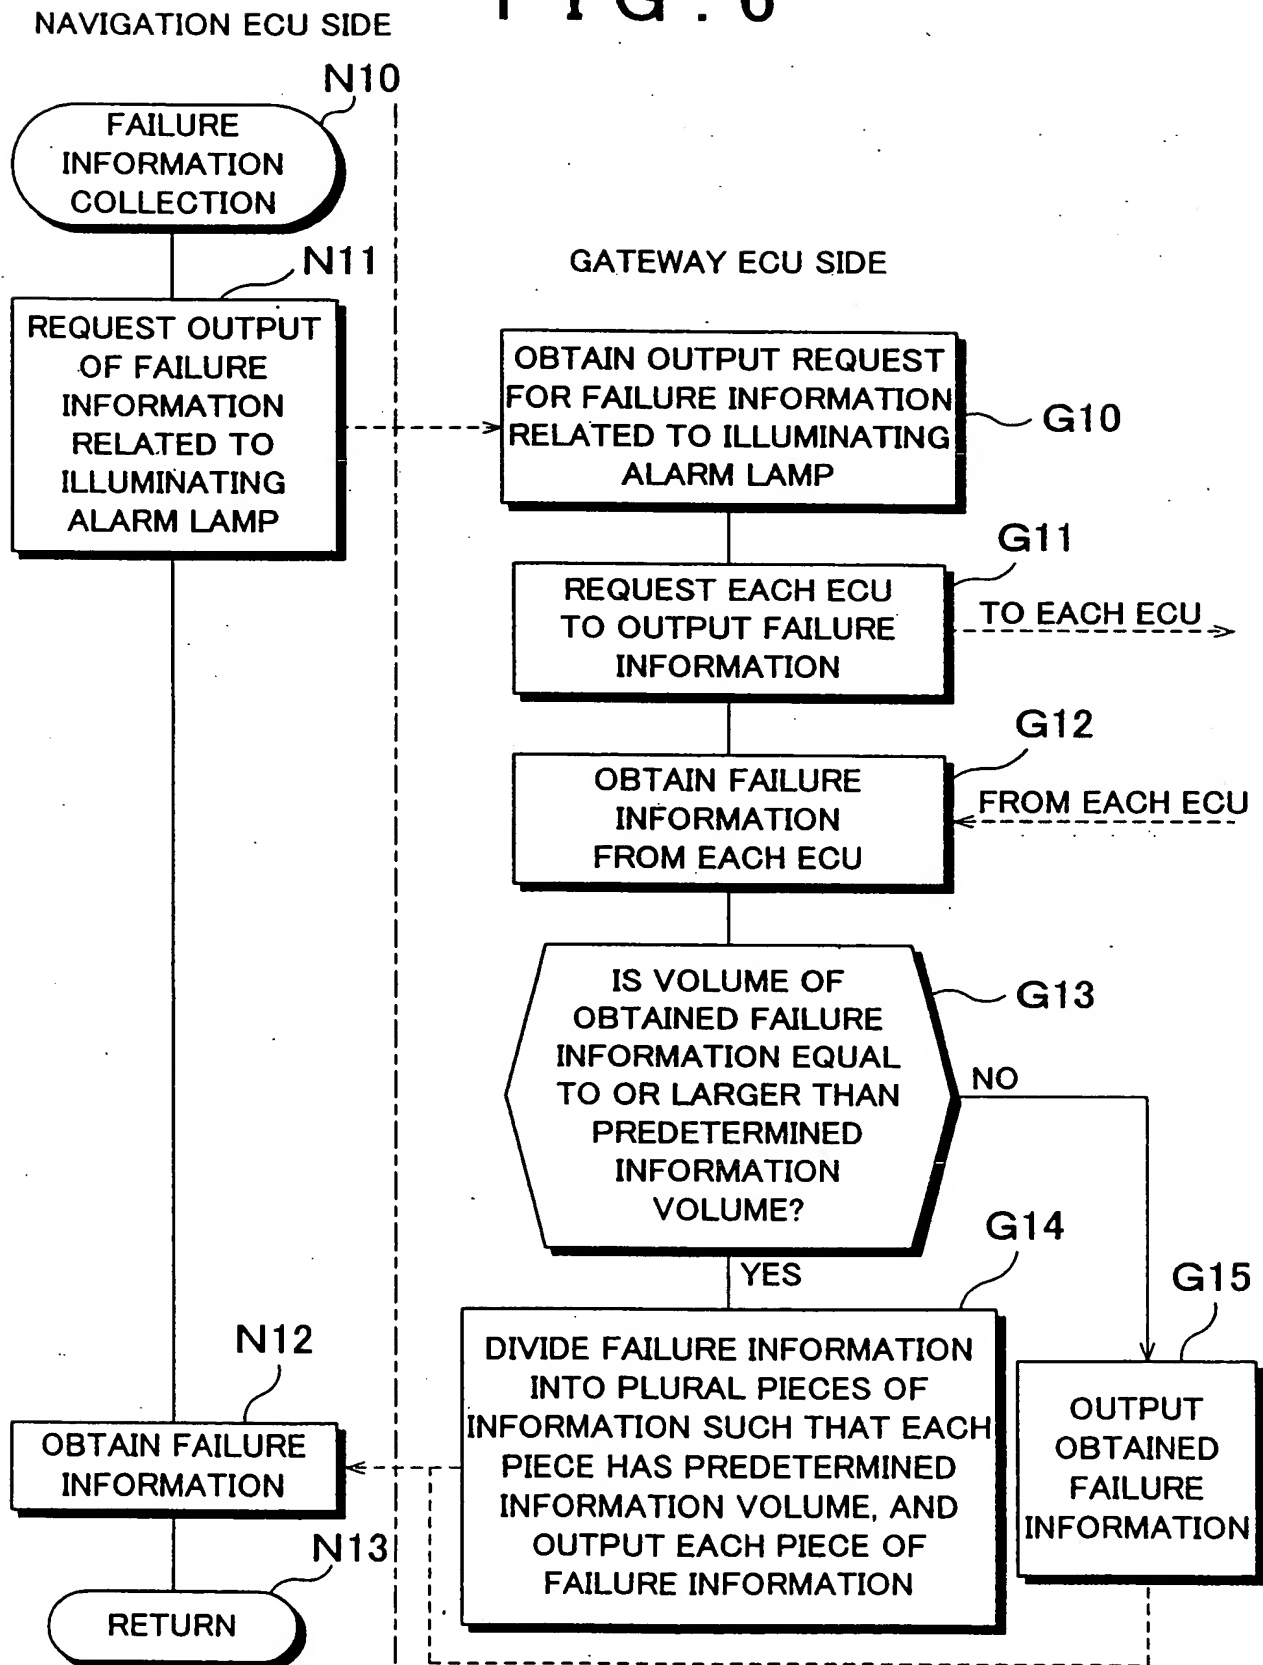 FIG. 6
NAVIGATION ECU SIDE
N10
FAILURE
INFORMATION
COLLECTION
N11
REQUEST OUTPUT
OF FAILURE
INFORMATION
RELATED TO
ILLUMINATING
ALARM LAMP
GATEWAY ECU SIDE
OBTAIN OUTPUT REQUEST
FOR FAILURE INFORMATION
RELATED TO ILLUMINATING
ALARM LAMP
G10
G11
REQUEST EACH ECU
TO OUTPUT FAILURE
INFORMATION
TO EACH ECU
G12
OBTAIN FAILURE
INFORMATION
FROM EACH ECU
FROM EACH ECU
IS VOLUME OF
OBTAINED FAILURE
INFORMATION EQUAL
TO OR LARGER THAN
PREDETERMINED
INFORMATION
VOLUME?
G13
NO
YES
G14
DIVIDE FAILURE INFORMATION
INTO PLURAL PIECES OF
INFORMATION SUCH THAT EACH
PIECE HAS PREDETERMINED
INFORMATION VOLUME, AND
OUTPUT EACH PIECE OF
FAILURE INFORMATION
G15
OUTPUT
OBTAINED
FAILURE
INFORMATION
N12
OBTAIN FAILURE
INFORMATION
N13
RETURN